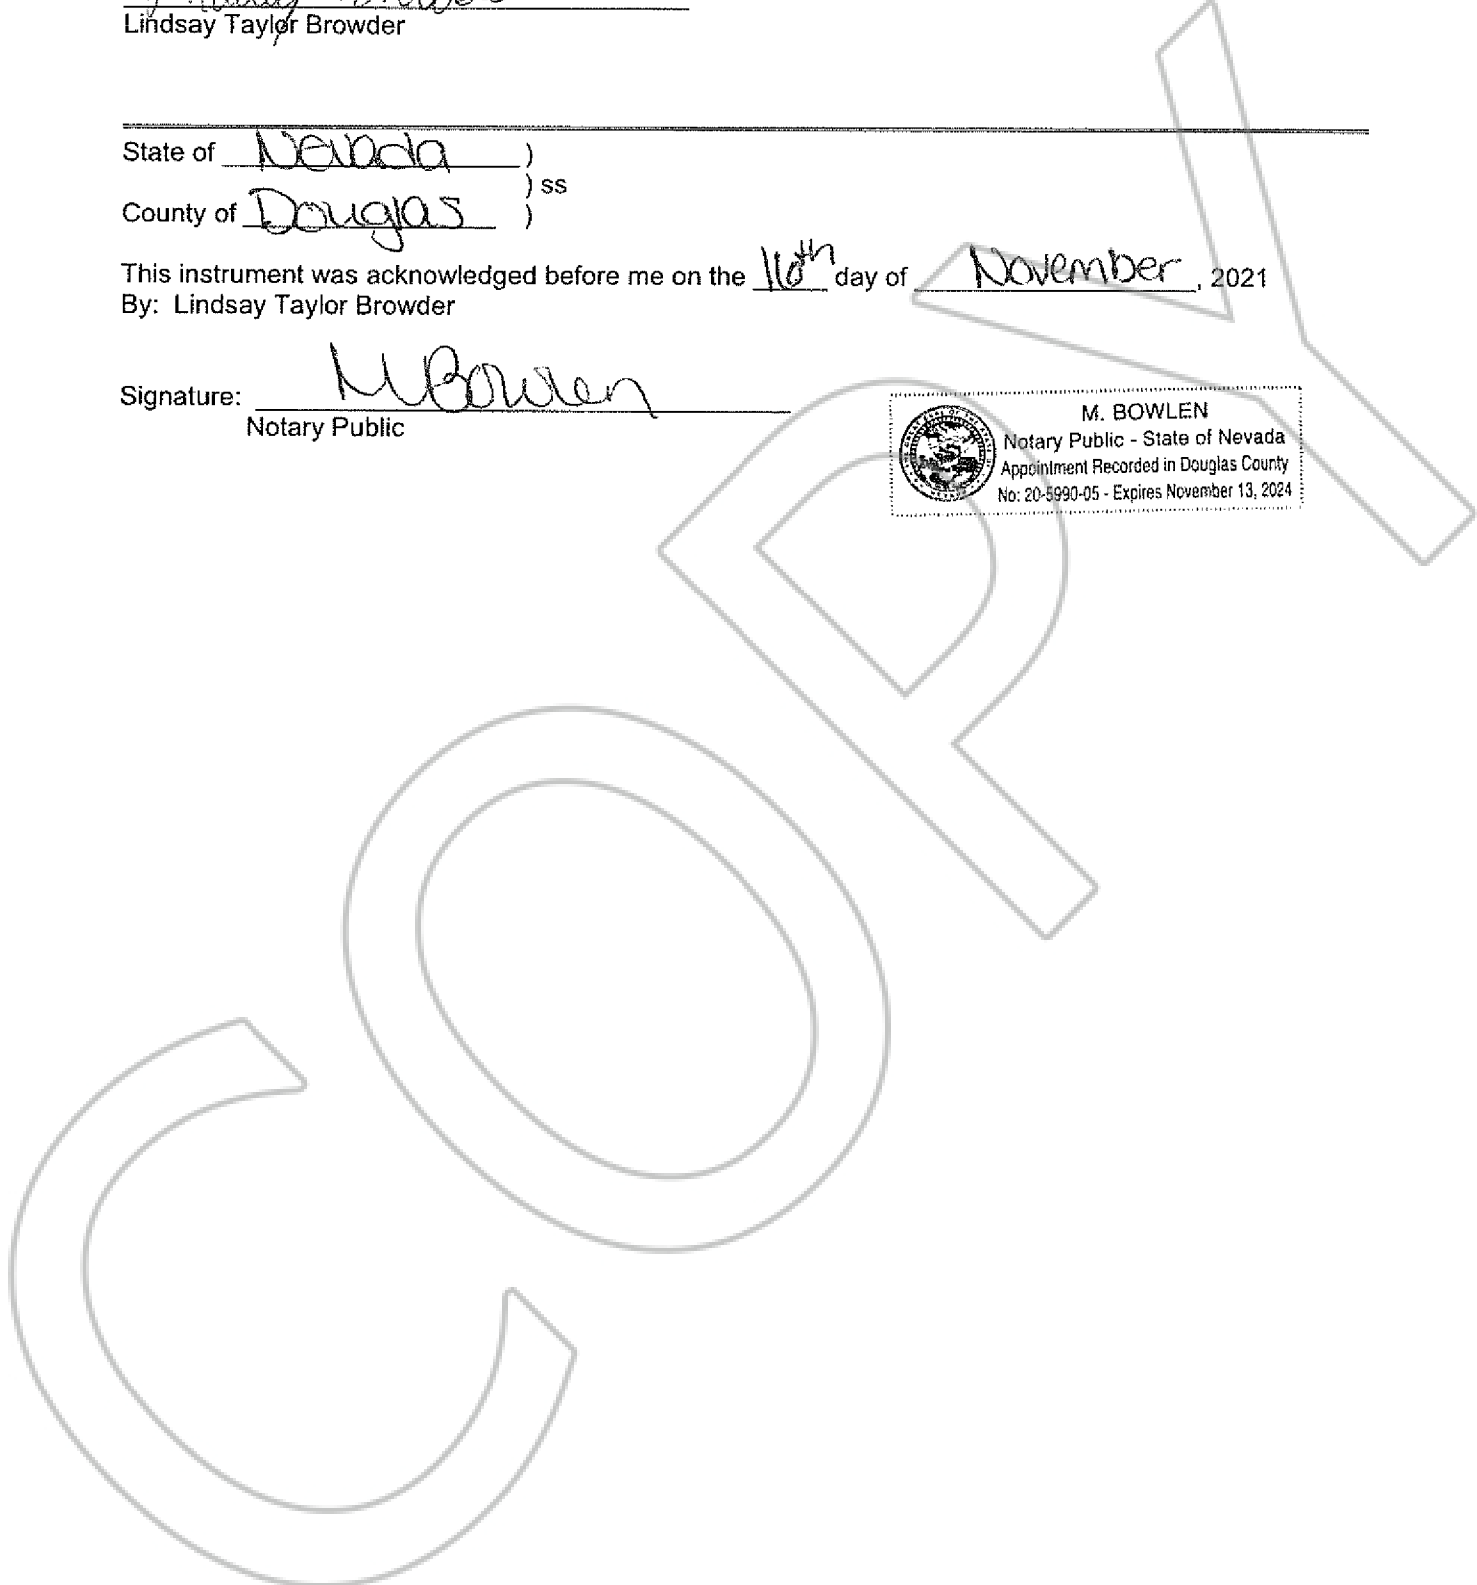 Browder
Lindsay Taylor Browder
State of Nevada )
) ss
County of Douglas )
This instrument was acknowledged before me on the 16th day of November, 2021
By: Lindsay Taylor Browder
Signature: M Bowlen
Notary Public
M. BOWLEN
Notary Public - State of Nevada
Appointment Recorded in Douglas County
No: 20-5990-05 - Expires November 13, 2024
COPY